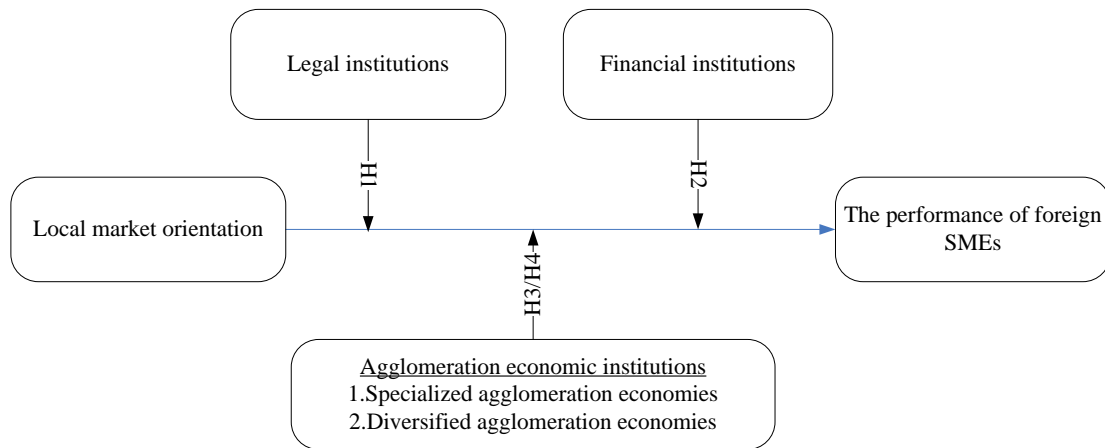 Legal institutions
Financial institutions
H1
H2
Local market orientation
The performance of foreign
SMEs
H3/H4
Agglomeration economic institutions
1.Specialized agglomeration economies
2.Diversified agglomeration economies